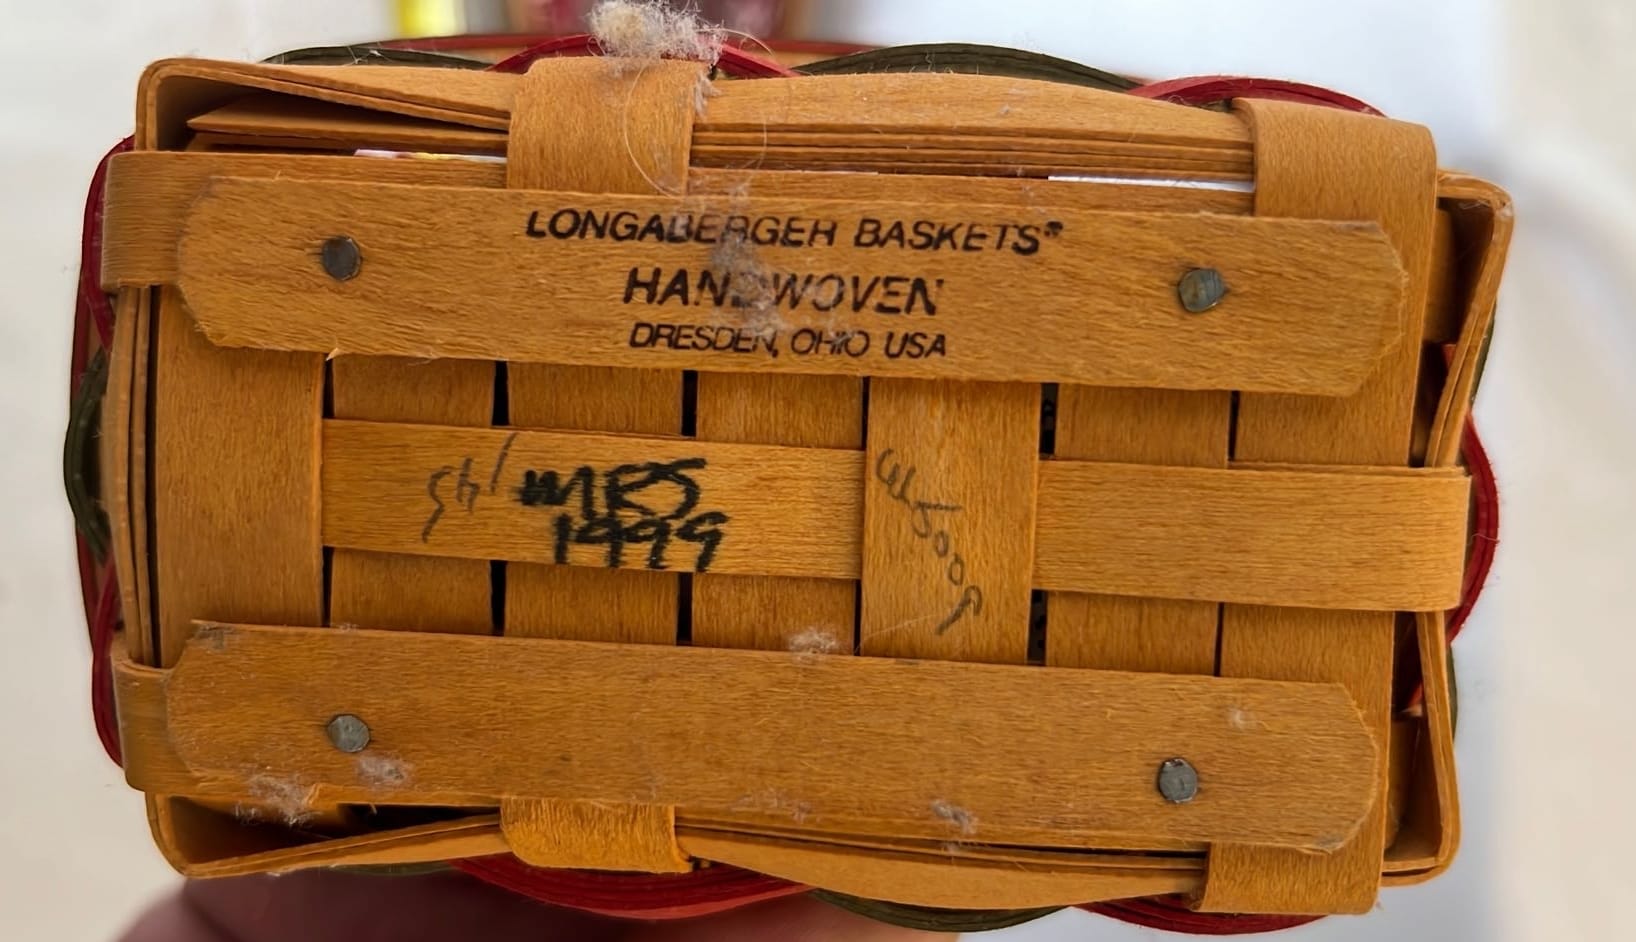 LONGABERGER BASKETS®
HANDWOVEN
DRESDEN, OHIO USA
MRS
1999